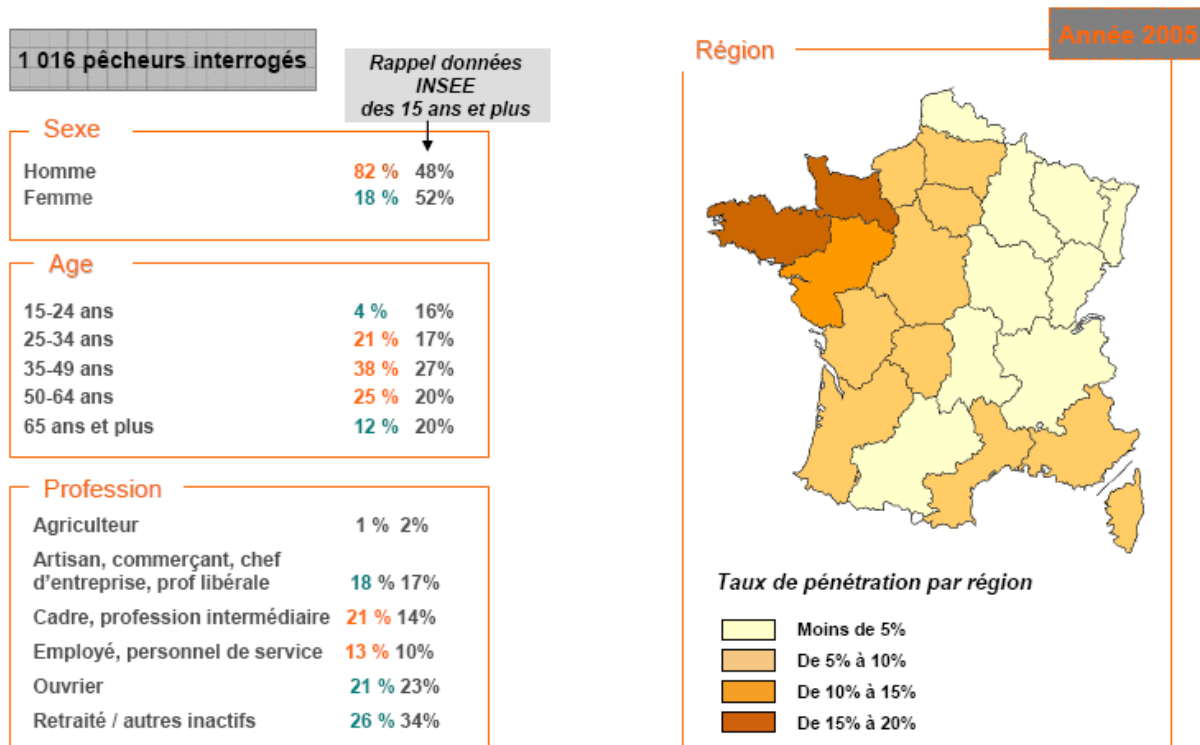 1 016 pêcheurs interrogés
Rappel données
INSEE
des 15 ans et plus
Sexe
Homme 82 % 48%
Femme 18 % 52%
Age
15-24 ans 4 % 16%
25-34 ans 21 % 17%
35-49 ans 38 % 27%
50-64 ans 25 % 20%
65 ans et plus 12 % 20%
Profession
Agriculteur 1 % 2%
Artisan, commerçant, chef
d'entreprise, prof libérale 18 % 17%
Cadre, profession intermédiaire 21 % 14%
Employé, personnel de service 13 % 10%
Ouvrier 21 % 23%
Retraité / autres inactifs 26 % 34%
Année 2005
Région
Taux de pénétration par région
Moins de 5%
De 5% à 10%
De 10% à 15%
De 15% à 20%